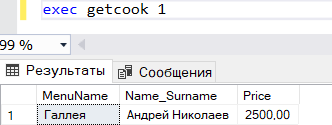 exec getcook 1
99 %
Результаты Сообщения
MenuName Name_Surname Price
1 Галлея Андрей Николаев 2500,00